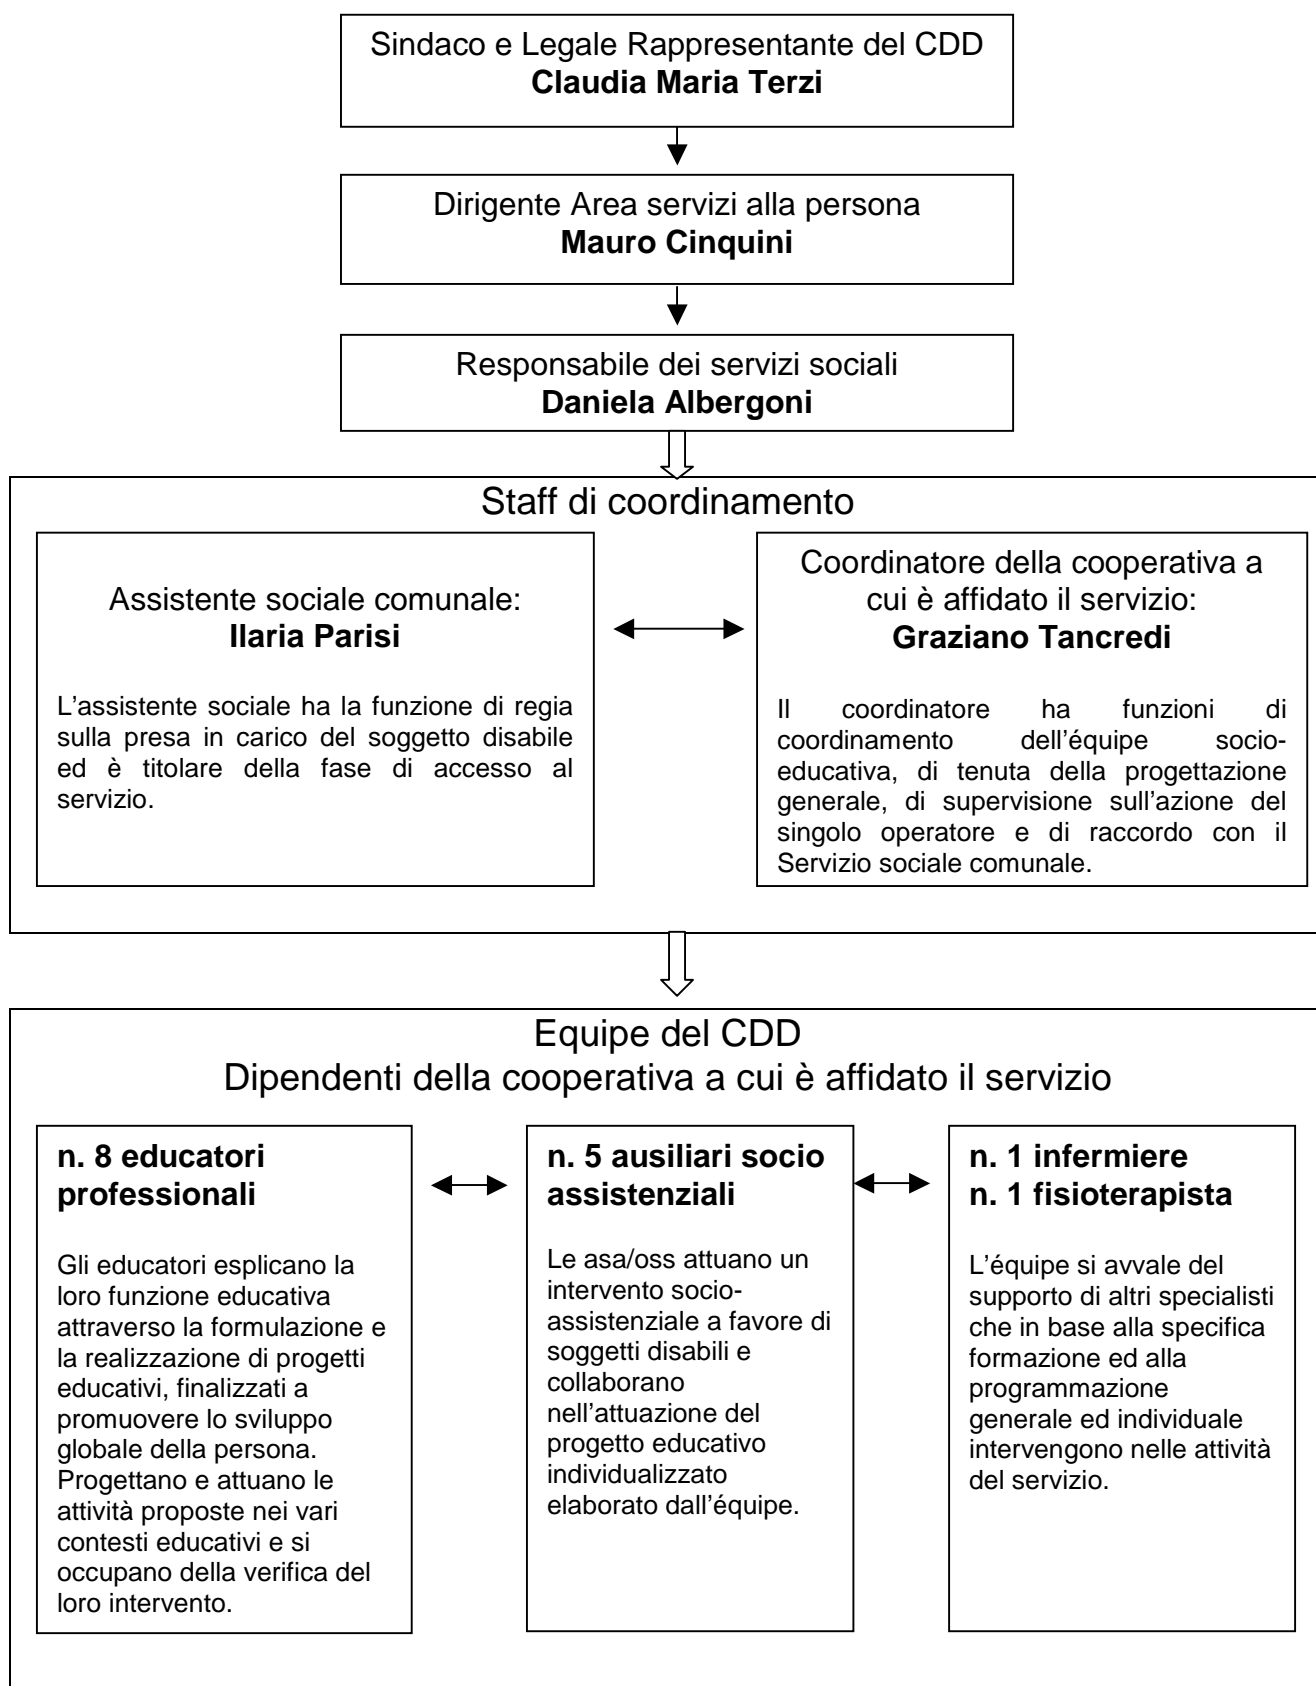 Sindaco e Legale Rappresentante del CDD
Claudia Maria Terzi
Dirigente Area servizi alla persona
Mauro Cinquini
Responsabile dei servizi sociali
Daniela Albergoni
Staff di coordinamento
Assistente sociale comunale:
Ilaria Parisi
L'assistente sociale ha la funzione di regia
sulla presa in carico del soggetto disabile
ed è titolare della fase di accesso al
servizio.
Coordinatore della cooperativa a
cui è affidato il servizio:
Graziano Tancredi
Il coordinatore ha funzioni di
coordinamento dell'équipe socio-
educativa, di tenuta della progettazione
generale, di supervisione sull'azione del
singolo operatore e di raccordo con il
Servizio sociale comunale.
Equipe del CDD
Dipendenti della cooperativa a cui è affidato il servizio
n. 8 educatori
professionali
Gli educatori esplicano la
loro funzione educativa
attraverso la formulazione e
la realizzazione di progetti
educativi, finalizzati a
promuovere lo sviluppo
globale della persona.
Progettano e attuano le
attività proposte nei vari
contesti educativi e si
occupano della verifica del
loro intervento.
n. 5 ausiliari socio
assistenziali
Le asa/oss attuano un
intervento socio-
assistenziale a favore di
soggetti disabili e
collaborano
nell'attuazione del
progetto educativo
individualizzato
elaborato dall'équipe.
n. 1 infermiere
n. 1 fisioterapista
L'équipe si avvale del
supporto di altri specialisti
che in base alla specifica
formazione ed alla
programmazione
generale ed individuale
intervengono nelle attività
del servizio.